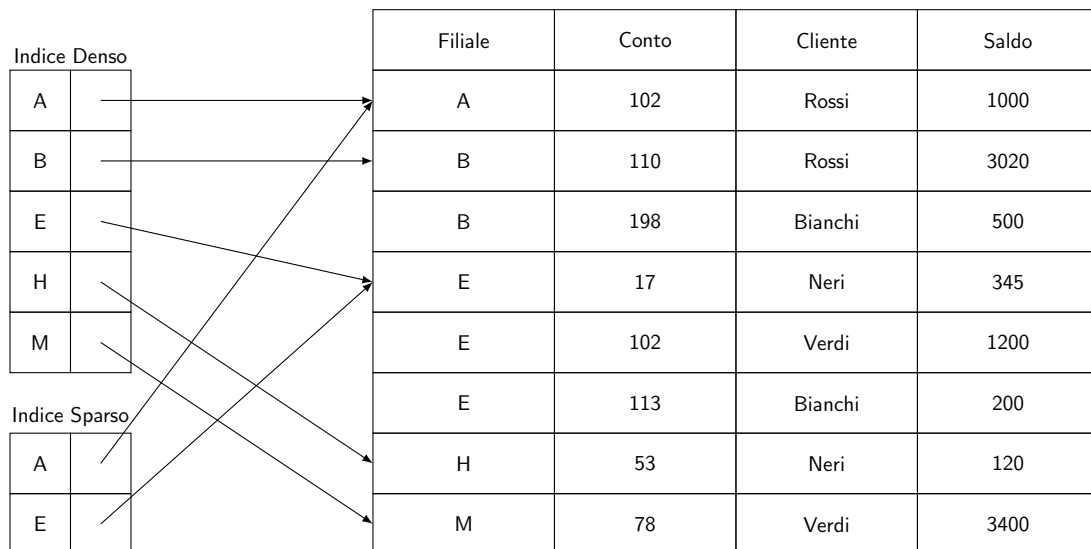 Indice Denso
A
B
E
H
M
Indice Sparso
A
E
Filiale Conto Cliente Saldo
A 102 Rossi 1000
B 110 Rossi 3020
B 198 Bianchi 500
E 17 Neri 345
E 102 Verdi 1200
E 113 Bianchi 200
H 53 Neri 120
M 78 Verdi 3400